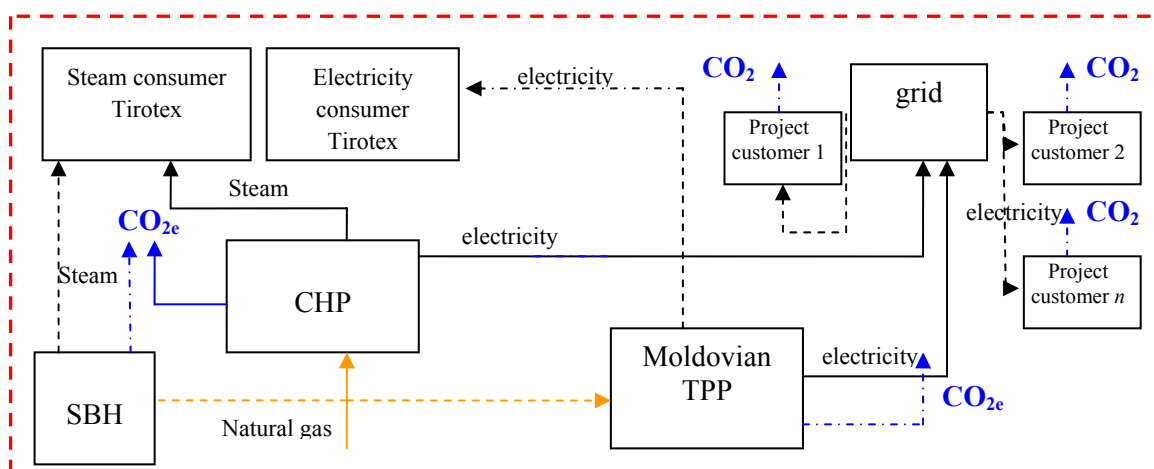 Steam consumer
Tirotex
Electricity
consumer
Tirotex
electricity
CO2
grid
CO2
Project
customer 1
Project
customer 2
Steam
CO2e
electricity
electricity
CO2
Steam
CHP
Project
customer n
Moldovian
TPP
electricity
SBH
CO2e
Natural gas